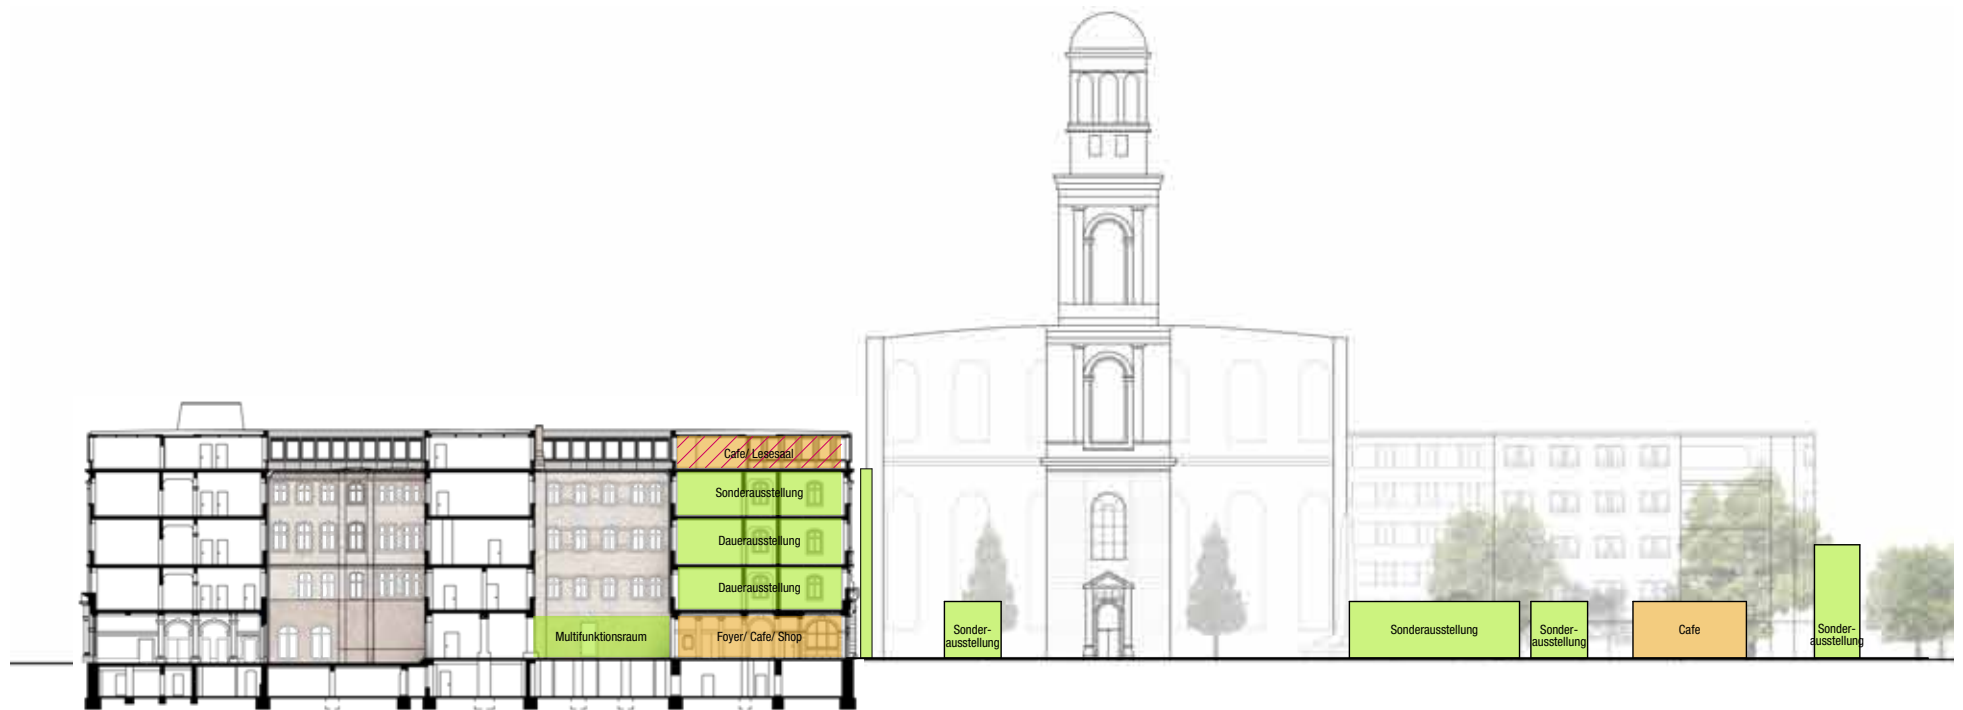 Cafe/ Lesesaal
Sonderausstellung
Dauerausstellung
Dauerausstellung
Multifunktionsraum
Foyer/ Cafe/ Shop
Sonder-
ausstellung
Sonderausstellung
Sonder-
ausstellung
Cafe
Sonder-
ausstellung